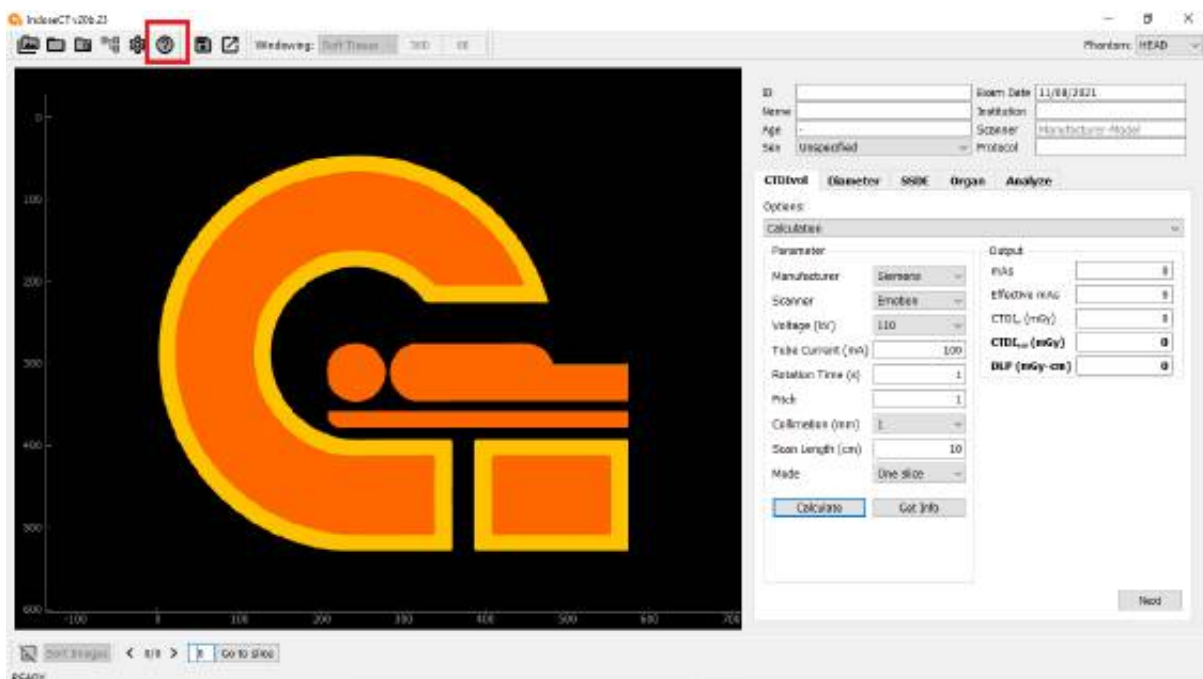 IndoseCT v20b.23
Windowing: Soft Tissue Phantom: HEAD
0
100
200
300
400
500
600
-100 0 100 200 300 400 500 600 700
ID Exam Date 11/08/2021
Name Institution
Age - Scanner Manufacturer-Model
Sex Unspecified Protocol
CTDIvol Diameter SSDE Organ Analyze
Options:
Calculation
Parameter Output
Manufacturer Siemens mAs 0
Scanner Emotion Effective mAs 0
Voltage (kV) 110 (mGy) 0
Tube Current (mA) 100 CTDIvol (mGy) 0
Rotation Time (s) 1 DLP (mGy-cm) 0
Pitch 1
Collimation (mm) 1
Scan Length (cm) 10
Mode One slice
Calculate Get Info
Next
Sort Images < 0/0 > Go to slice
READY